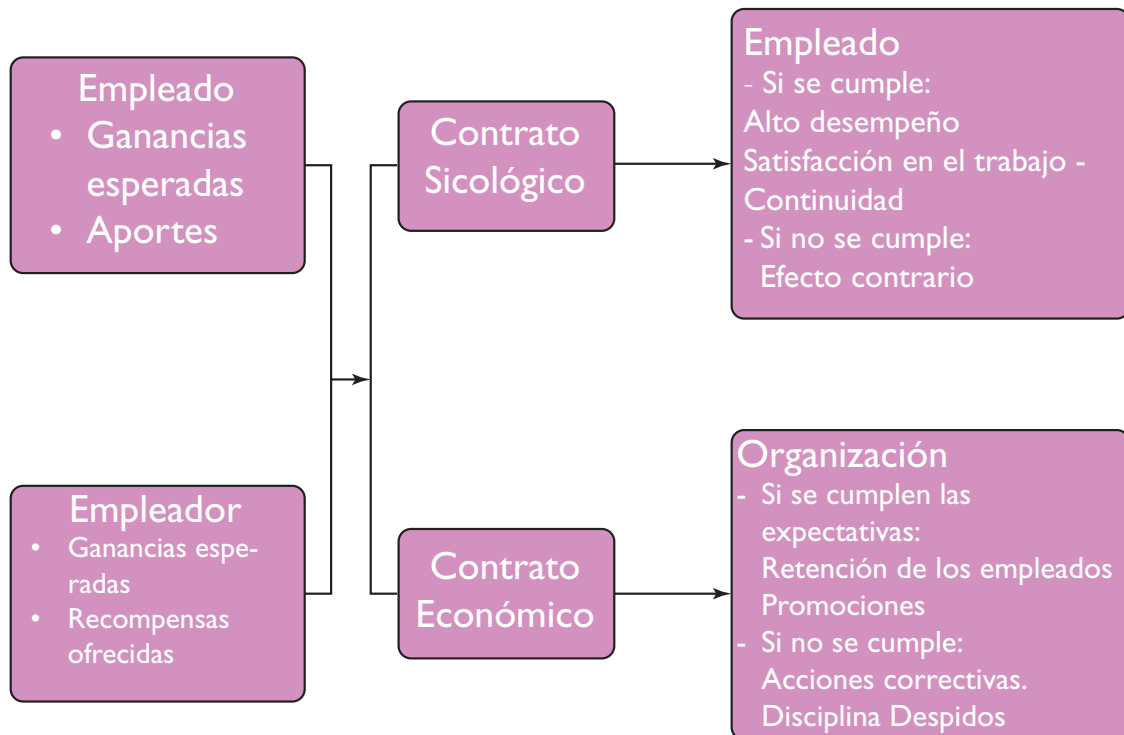 Empleado
• Ganancias
esperadas
• Aportes
Empleador
• Ganancias espe-
radas
• Recompensas
ofrecidas
Contrato
Sicológico
Contrato
Económico
Empleado
- Si se cumple:
Alto desempeño
Satisfacción en el trabajo -
Continuidad
- Si no se cumple:
Efecto contrario
Organización
- Si se cumplen las
expectativas:
Retención de los empleados
Promociones
- Si no se cumple:
Acciones correctivas.
Disciplina Despidos